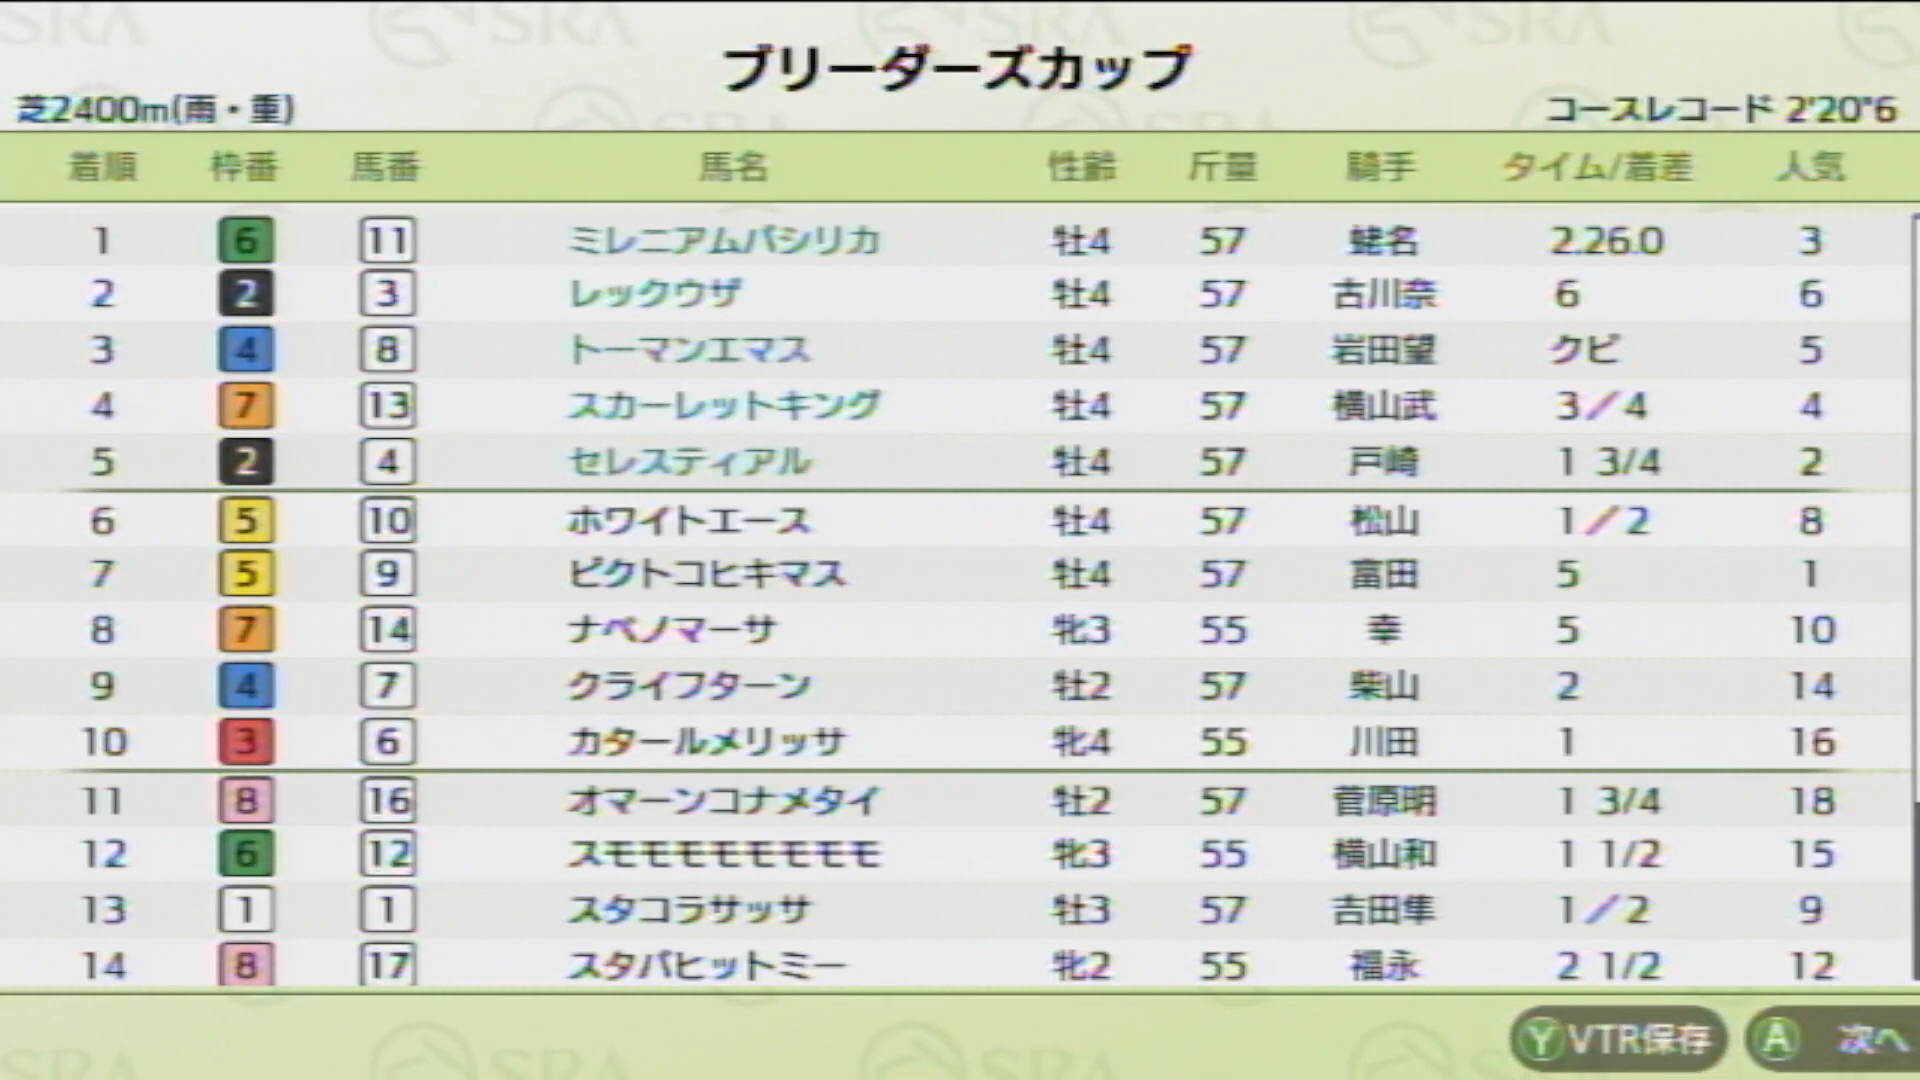 ブリーダーズカップ
芝2400m(雨・重) コースレコード 2'20"6
着順 枠番 馬番 馬名 性齢 斤量 騎手 タイム/着差 人気
1 6 11 ミレニアムバシリカ 牡4 57 蛯名 2.26.0 3
2 2 3 レックウザ 牡4 57 古川奈 6 6
3 4 8 トーマンエマス 牡4 57 岩田望 クビ 5
4 7 13 スカーレットキング 牡4 57 横山武 3/4 4
5 2 4 セレスティアル 牡4 57 戸崎 1 3/4 2
6 5 10 ホワイトエース 牡4 57 松山 1/2 8
7 5 9 ピクトコヒキマス 牡4 57 富田 5 1
8 7 14 ナベノマーサ 牝3 55 幸 5 10
9 4 7 クライフターン 牡2 57 柴山 2 14
10 3 6 カタールメリッサ 牝4 55 川田 1 16
11 8 16 オマーンコナメタイ 牡2 57 菅原明 1 3/4 18
12 6 12 スモモモモモモモモ 牝3 55 横山和 1 1/2 15
13 1 1 スタコラサッサ 牡3 57 吉田隼 1/2 9
14 8 17 スタバヒットミー 牝2 55 福永 2 1/2 12
Y VTR保存 A 次へ
SRA SRA SRA SRA